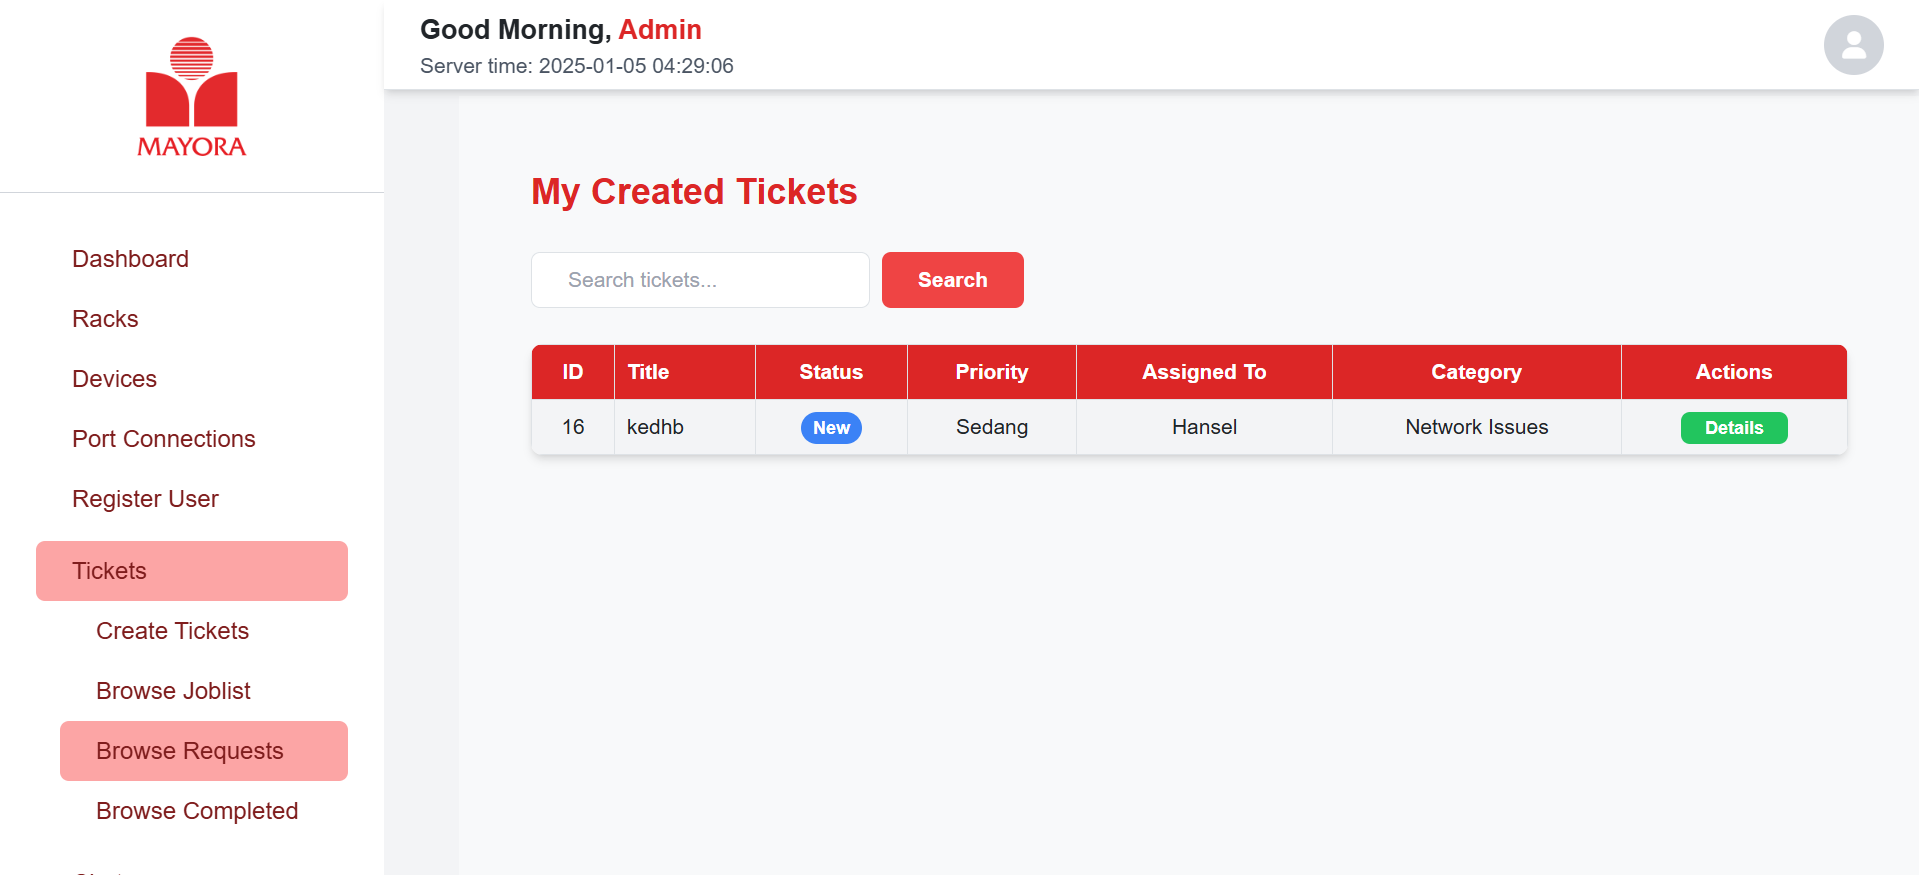 MAYORA
Good Morning, Admin
Server time: 2025-01-05 04:29:06
Dashboard
Racks
Devices
Port Connections
Register User
Tickets
Create Tickets
Browse Joblist
Browse Requests
Browse Completed
My Created Tickets
Search tickets...
Search
ID Title Status Priority Assigned To Category Actions
16 kedhb New Sedang Hansel Network Issues Details